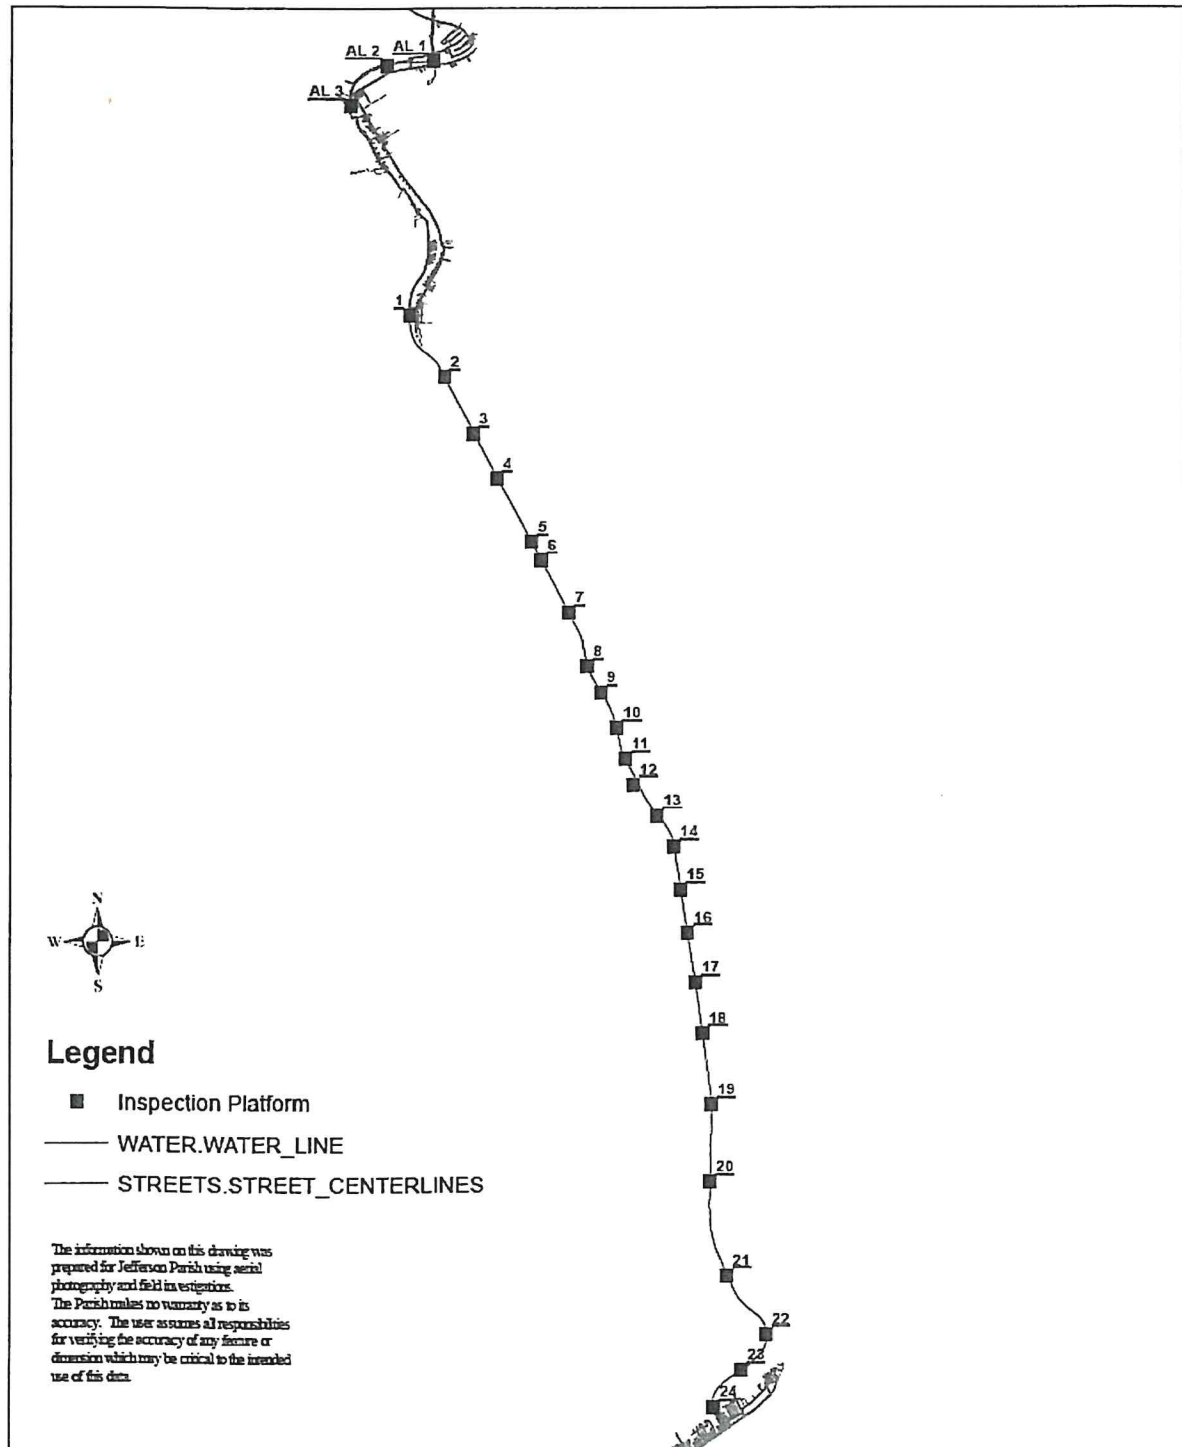 AL 1
AL 2
AL 3
1
2
3
4
5
6
7
8
9
10
11
12
13
14
15
16
17
18
19
20
21
22
23
24
N
W E
S
Legend
Inspection Platform
WATER.WATER_LINE
STREETS.STREET_CENTERLINES
The information shown on this drawing was
prepared for Jefferson Parish using aerial
photography and field investigations.
The Parish makes no warranty as to its
accuracy. The user assumes all responsibilities
for verifying the accuracy of any feature or
dimension which may be critical to the intended
use of this data.